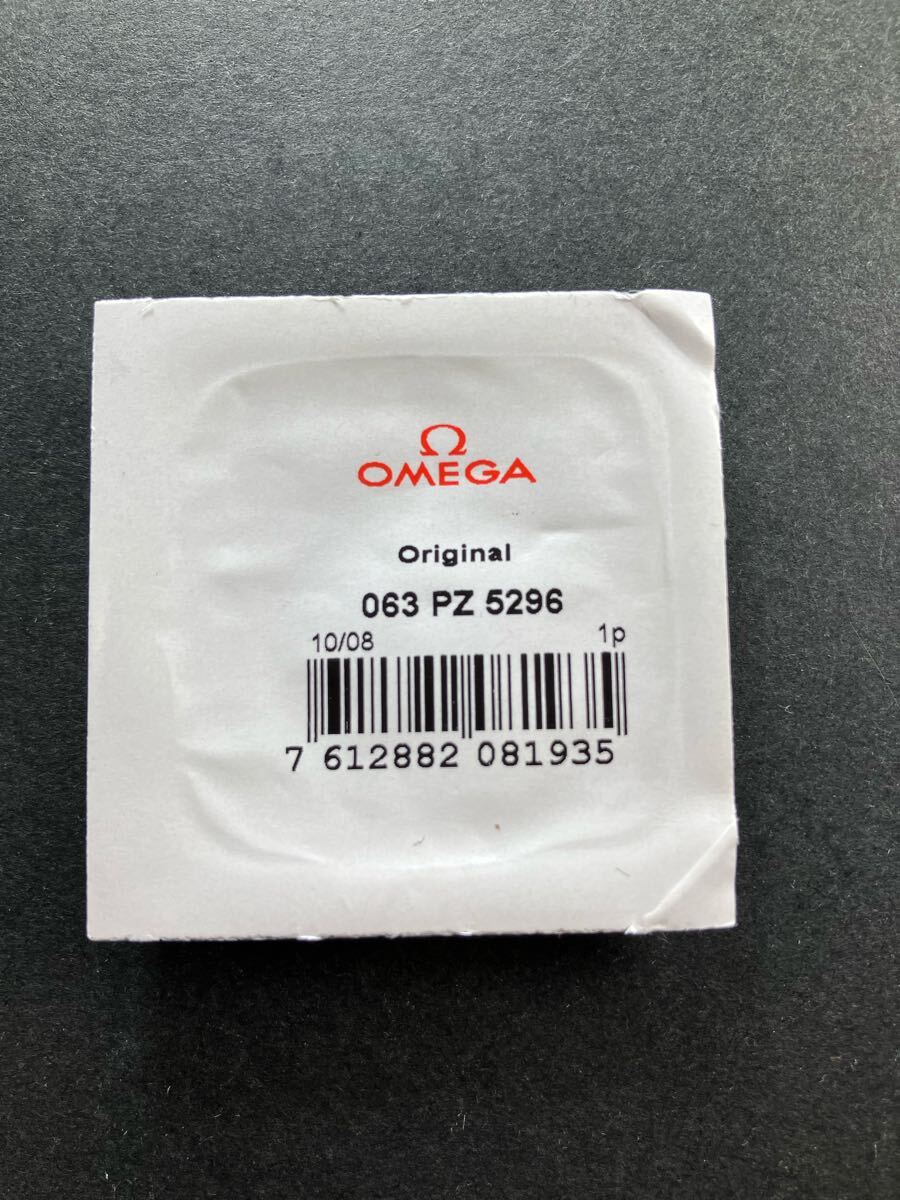 Ω
OMEGA
Original
063 PZ 5296
10/08 1p
7 612882 081935